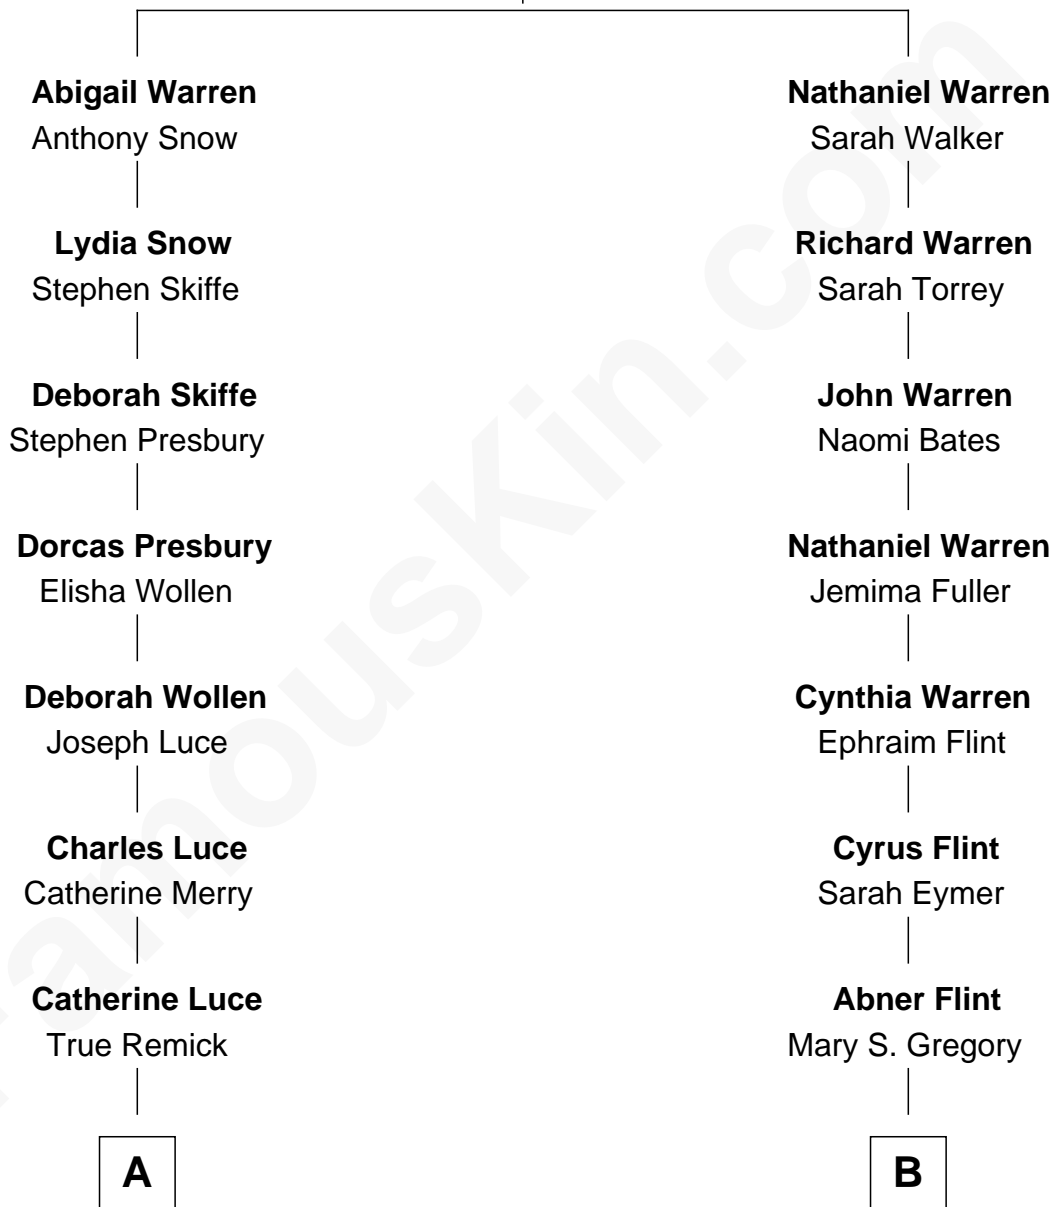 Abigail Warren
Anthony Snow
Lydia Snow
Stephen Skiffe
Deborah Skiffe
Stephen Presbury
Dorcas Presbury
Elisha Wollen
Deborah Wollen
Joseph Luce
Charles Luce
Catherine Merry
Catherine Luce
True Remick
A
Nathaniel Warren
Sarah Walker
Richard Warren
Sarah Torrey
John Warren
Naomi Bates
Nathaniel Warren
Jemima Fuller
Cynthia Warren
Ephraim Flint
Cyrus Flint
Sarah Eymer
Abner Flint
Mary S. Gregory
B
FamousKin.com